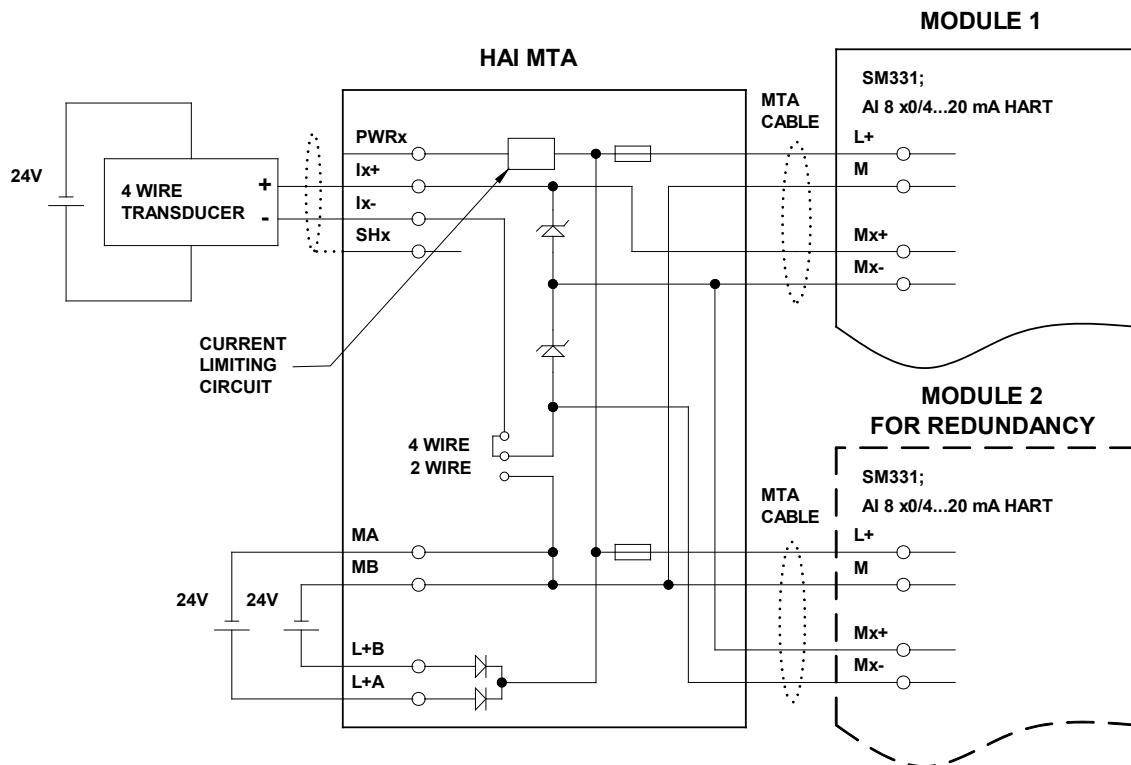 MODULE 1
HAI MTA
SM331;
AI 8 x0/4...20 mA HART
MTA
CABLE
PWRx
L+
Ix+
M
24V
4 WIRE
TRANSDUCER
+
-
Ix-
SHx
Mx+
Mx-
CURRENT
LIMITING
CIRCUIT
MODULE 2
FOR REDUNDANCY
4 WIRE
2 WIRE
SM331;
AI 8 x0/4...20 mA HART
MTA
CABLE
MA
L+
MB
M
24V
24V
L+B
Mx+
L+A
Mx-